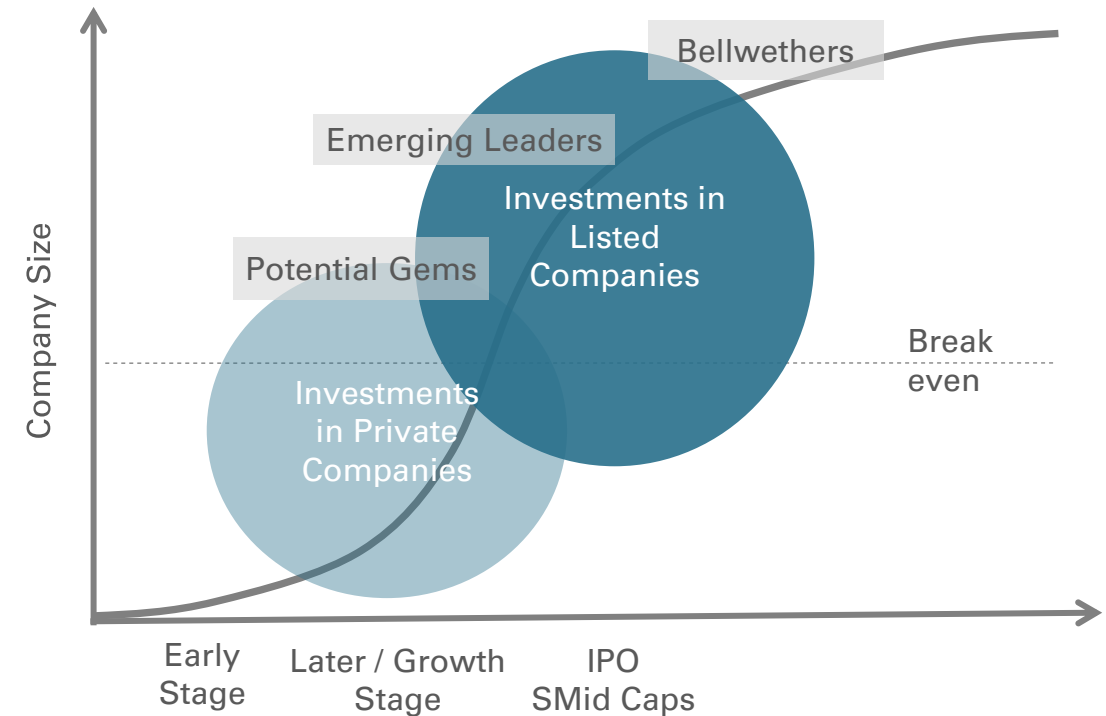 Bellwethers
Emerging Leaders
Investments in
Listed
Companies
Potential Gems
Break
even
Investments
in Private
Companies
Company Size
Early
Stage
Later / Growth
Stage
IPO
SMid Caps